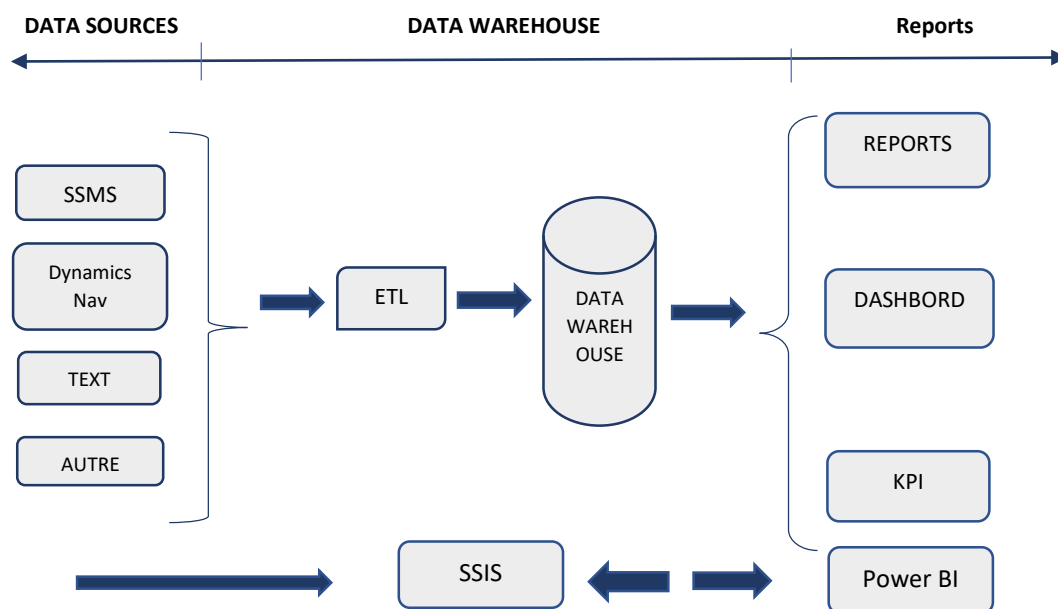 DATA SOURCES
DATA WAREHOUSE
Reports
SSMS
Dynamics
Nav
TEXT
AUTRE
ETL
DATA
WAREH
OUSE
REPORTS
DASHBORD
KPI
SSIS
Power BI